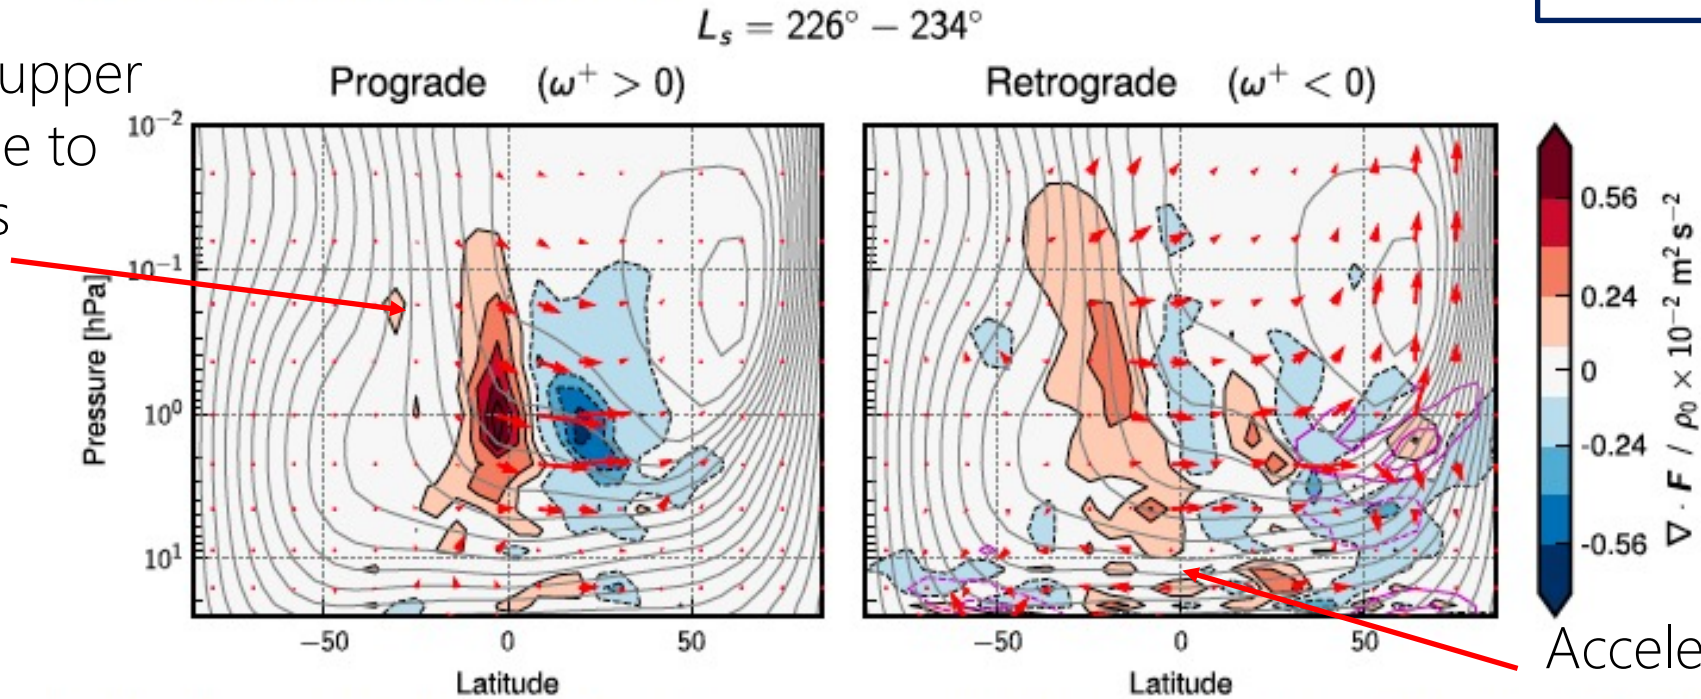 L_s = 226° − 234°
upper
e to
s
Prograde (ω⁺ > 0)
Retrograde (ω⁺ < 0)
Pressure [hPa]
10⁻²
10⁻¹
10⁰
10¹
−50 0 50
Latitude
−50 0 50
Latitude
0.56
0.24
0
-0.24
-0.56
∇ · F / ρ₀ × 10⁻² m² s⁻²
Accele